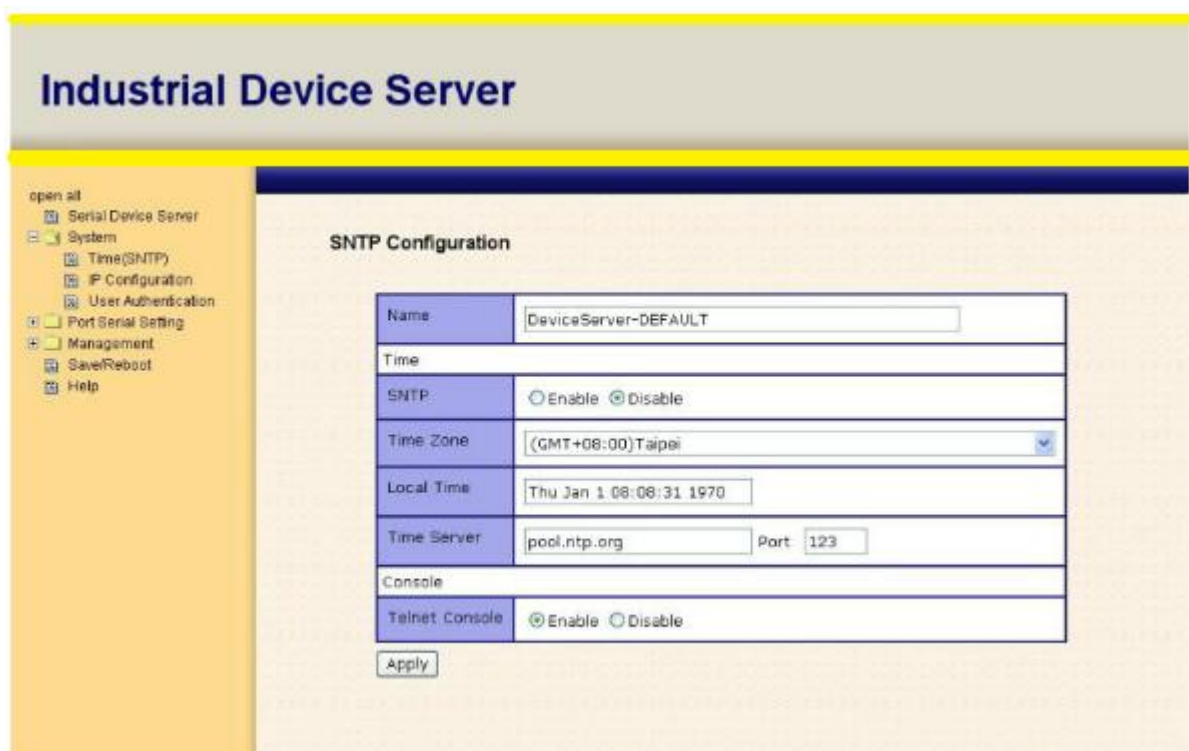 Industrial Device Server
open all
Serial Device Server
System
Time(SNTP)
IP Configuration
User Authentication
Port Serial Setting
Management
Save/Reboot
Help
SNTP Configuration
Name DeviceServer-DEFAULT
Time
SNTP Enable Disable
Time Zone (GMT+08:00)Taipei
Local Time Thu Jan 1 08:08:31 1970
Time Server pool.ntp.org Port 123
Console
Telnet Console Enable Disable
Apply